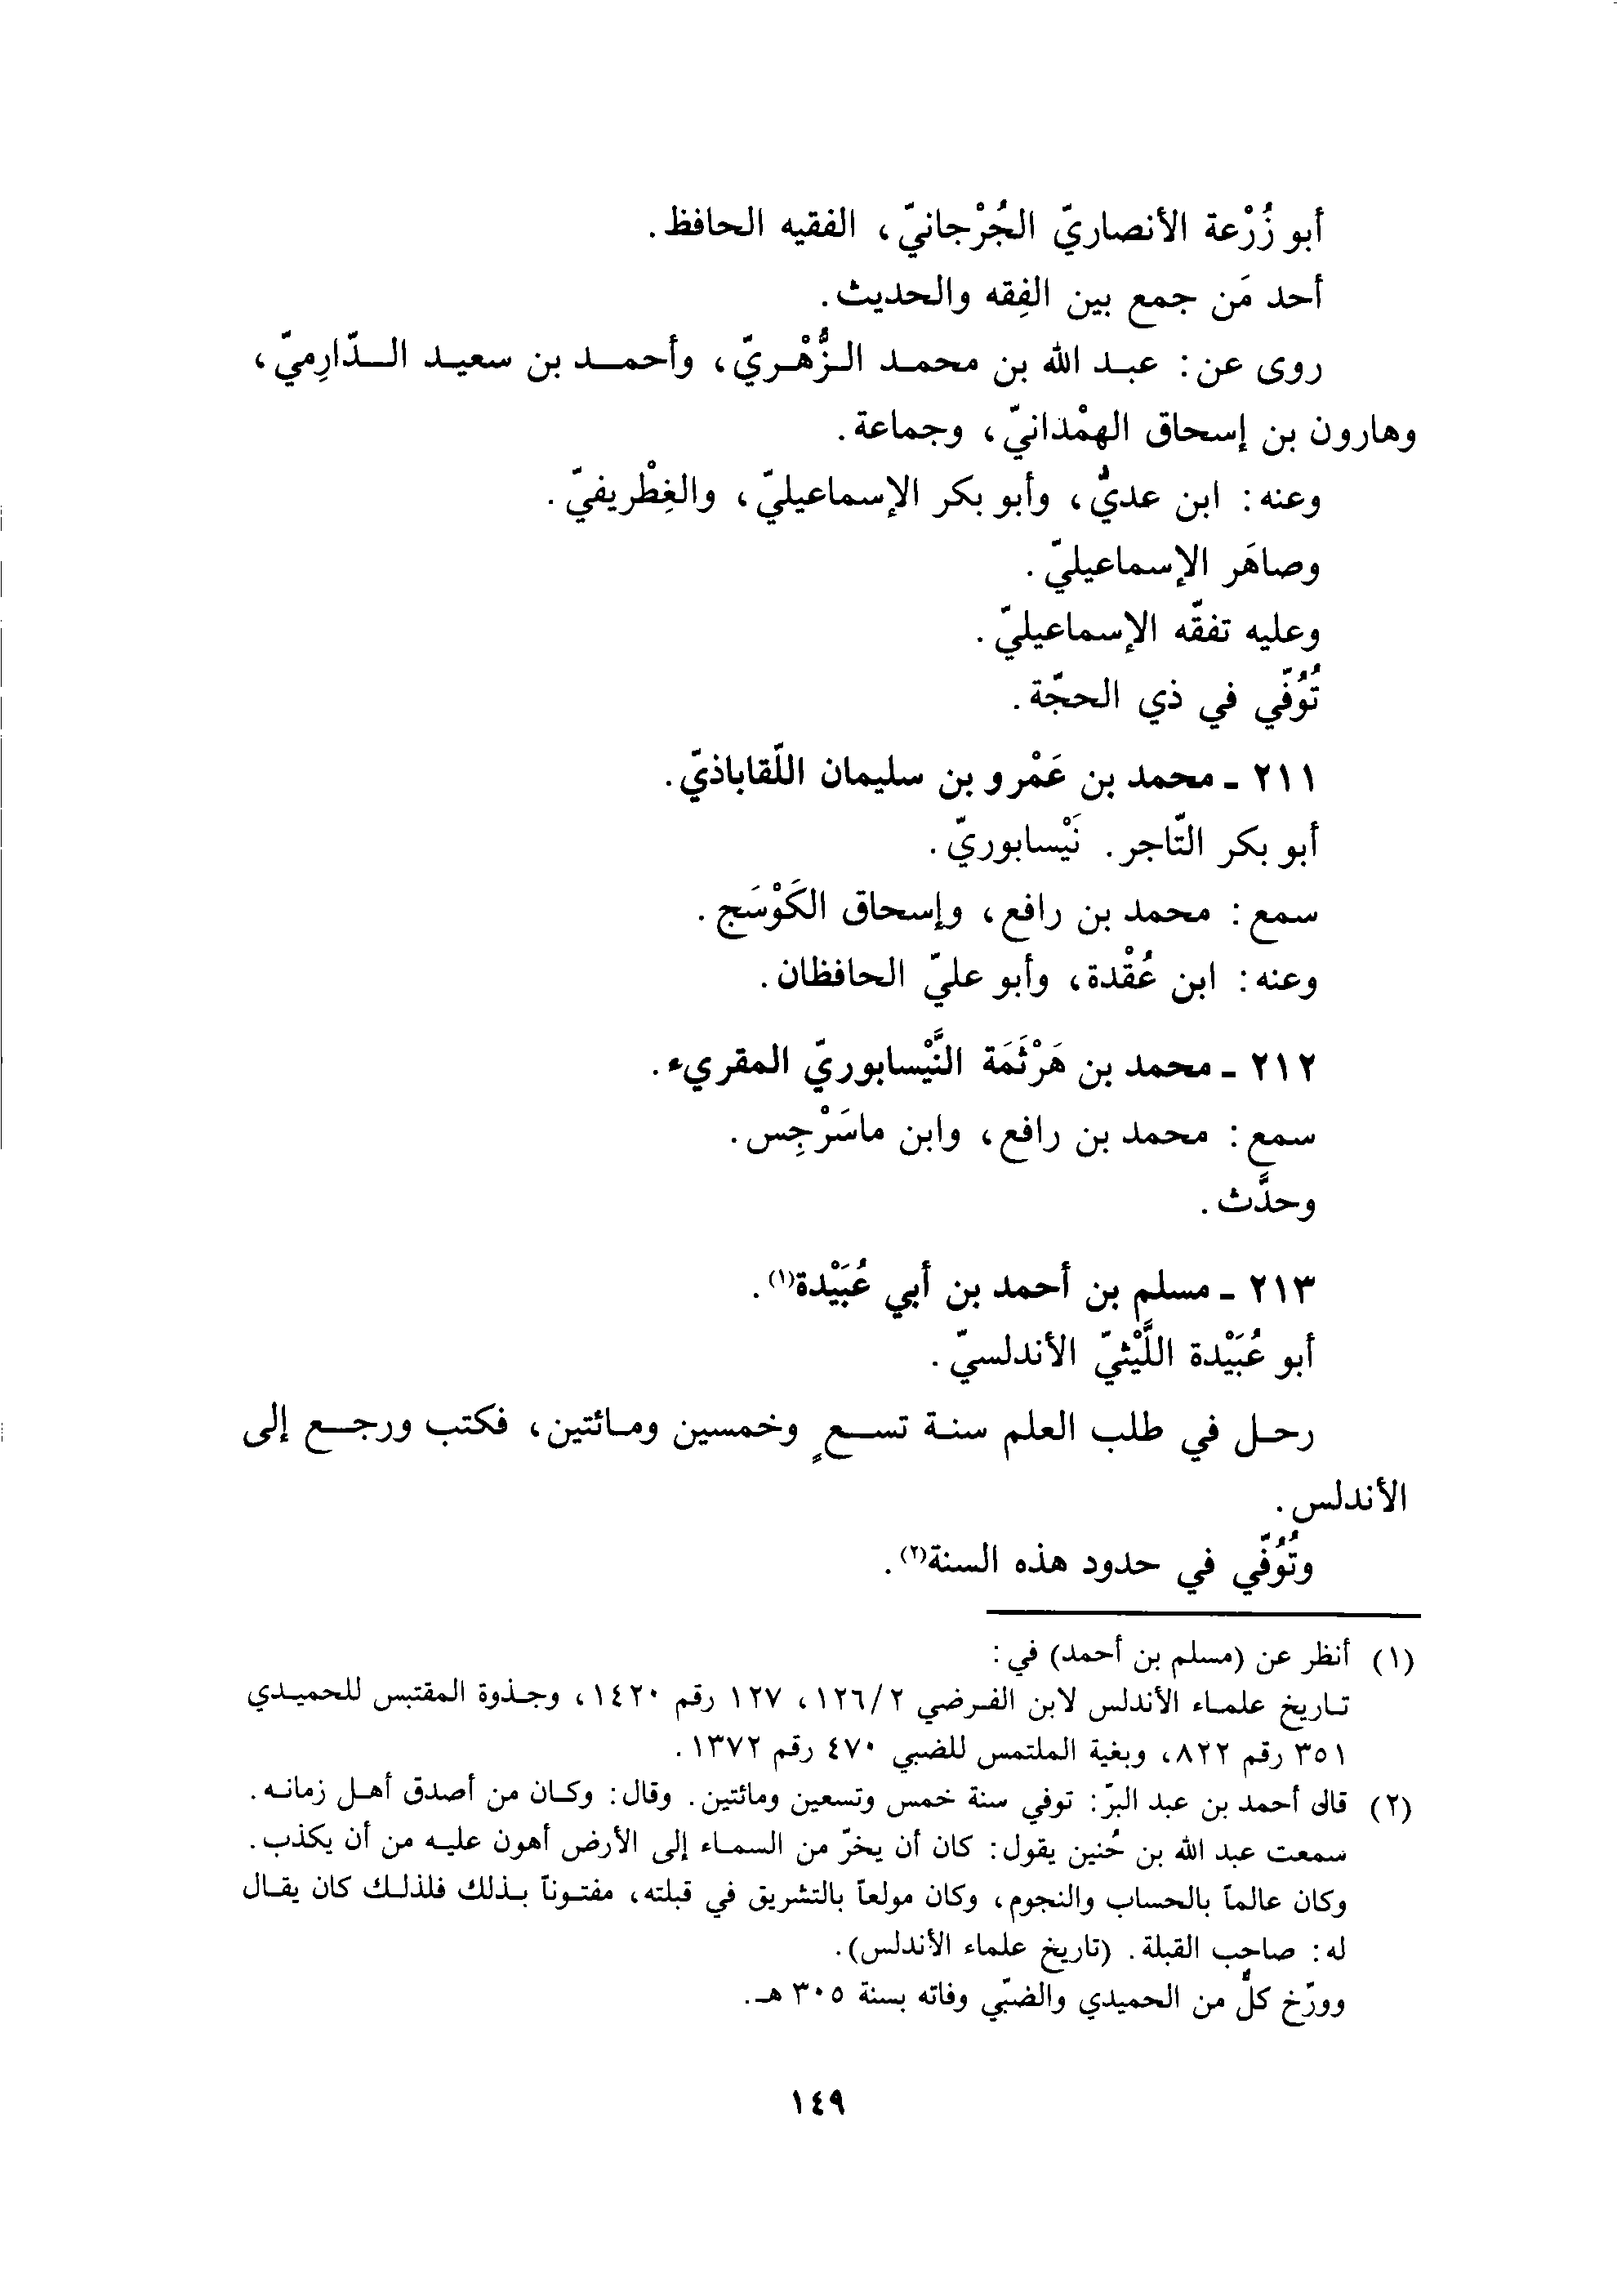 أبو زُرْعة الأنصاريّ الجُرْجانيّ، الفقيه الحافظ.
أحد مَن جمع بين الفِقه والحديث.
روى عن: عبد الله بن محمد الزُّهْريّ، وأحمد بن سعيد الدّارِميّ،
وهارون بن إسحاق الهمْدانيّ، وجماعة.
وعنه: ابن عديّ، وأبو بكر الإسماعيليّ، والغِطْريفيّ.
وصاهَر الإسماعيليّ.
وعليه تفقّه الإسماعيليّ.
تُوُفّي في ذي الحجّة.
٢١١ ـ محمد بن عَمْرو بن سليمان اللّقاباذيّ.
أبو بكر التّاجر. نَيْسابوريّ.
سمع: محمد بن رافع، وإسحاق الكَوْسَج.
وعنه: ابن عُقْدة، وأبو عليّ الحافظان.
٢١٢ ـ محمد بن هَرْثَمَة النَّيْسابوريّ المقريء.
سمع: محمد بن رافع، وابن ماسَرْجِس.
وحدَّث.
٢١٣ ـ مسلم بن أحمد بن أبي عُبَيْدة(١).
أبو عُبَيْدة اللَّيْثيّ الأندلسيّ.
رحل في طلب العلم سنة تسعٍ وخمسين ومائتين، فكتب ورجع إلى
الأندلس.
وتُوُفّي في حدود هذه السنة(٢).
(١) أنظر عن (مسلم بن أحمد) في:
تاريخ علماء الأندلس لابن الفرضي ١٢٦/٢، ١٢٧ رقم ١٤٢٠، وجذوة المقتبس للحميدي
٣٥١ رقم ٨٢٢، وبغية الملتمس للضبي ٤٧٠ رقم ١٣٧٢.
(٢) قال أحمد بن عبد البرّ: توفي سنة خمس وتسعين ومائتين. وقال: وكان من أصدق أهل زمانه.
سمعت عبد الله بن حُنين يقول: كان أن يخرّ من السماء إلى الأرض أهون عليه من أن يكذب.
وكان عالماً بالحساب والنجوم، وكان مولعاً بالتشريق في قبلته، مفتوناً بذلك فلذلك كان يقال
له: صاحب القبلة. (تاريخ علماء الأندلس).
وورّخ كلٌّ من الحميدي والضبّي وفاته بسنة ٣٠٥ هـ.
١٤٩